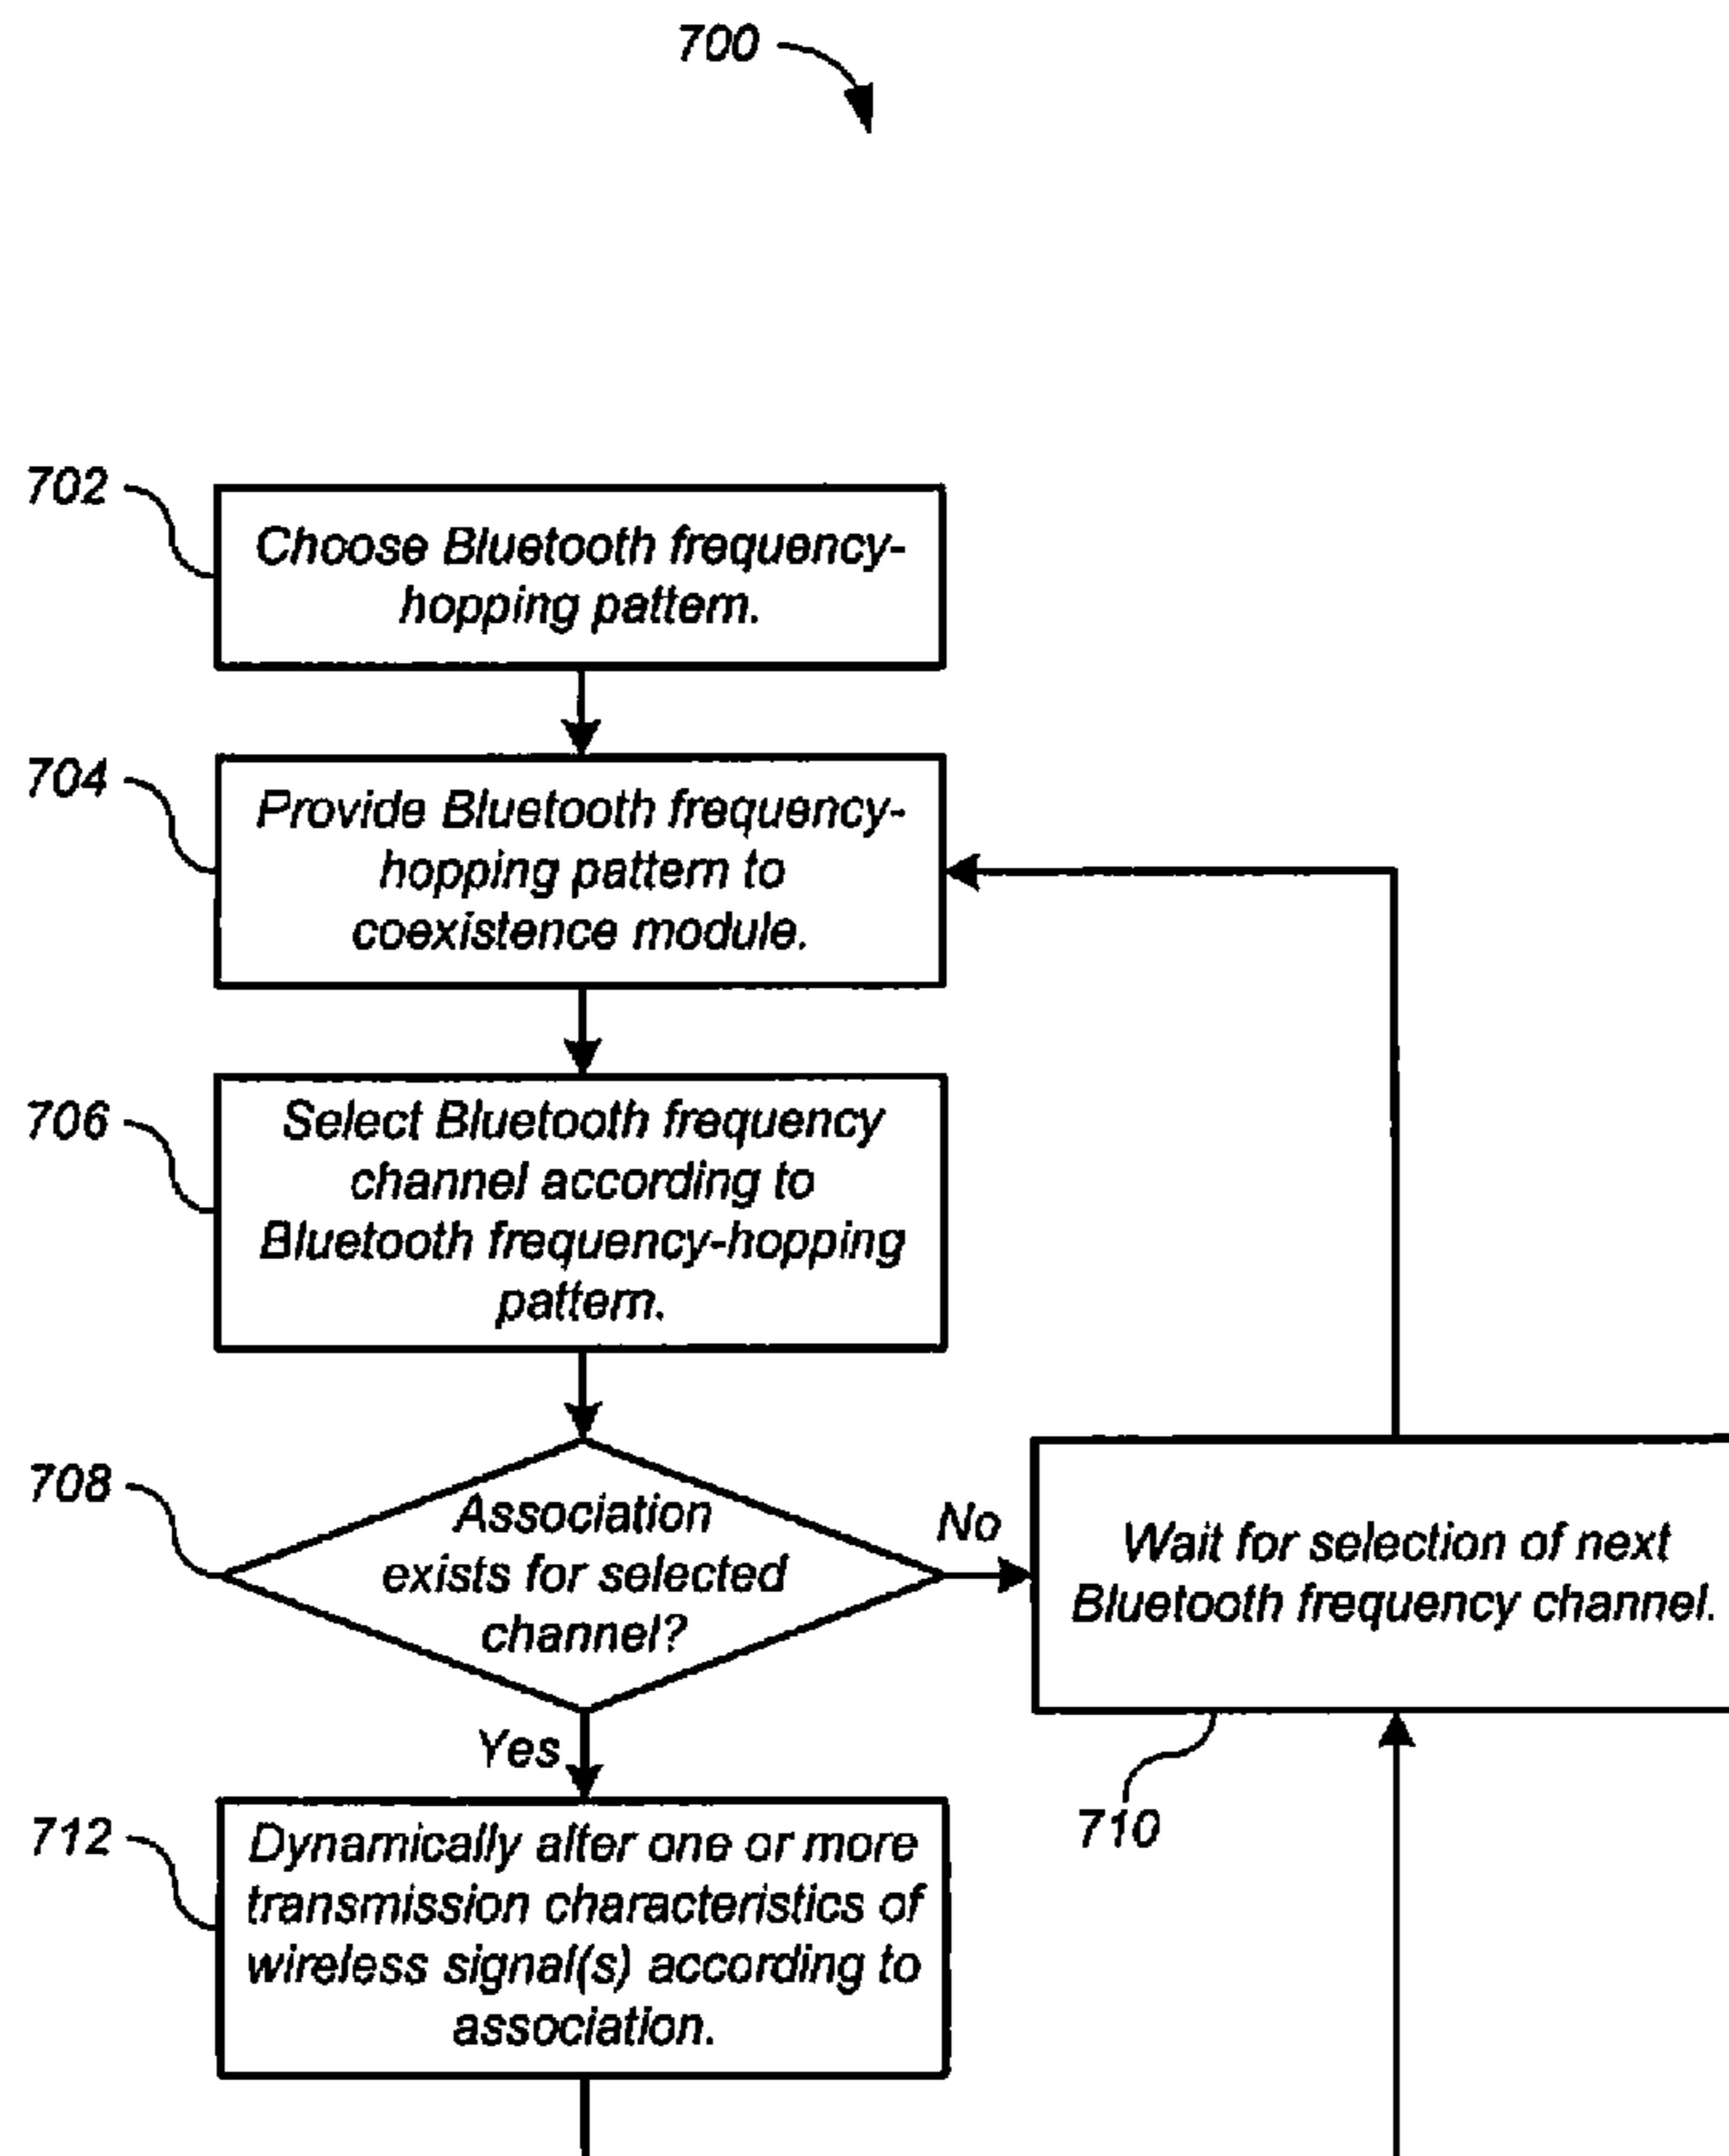 700
702
Choose Bluetooth frequency-
hopping pattern.
704
Provide Bluetooth frequency-
hopping pattern to
coexistence module.
706
Select Bluetooth frequency
channel according to
Bluetooth frequency-hopping
pattern.
708
Association
exists for selected
channel?
No
Wait for selection of next
Bluetooth frequency channel.
710
Yes
712
Dynamically alter one or more
transmission characteristics of
wireless signal(s) according to
association.